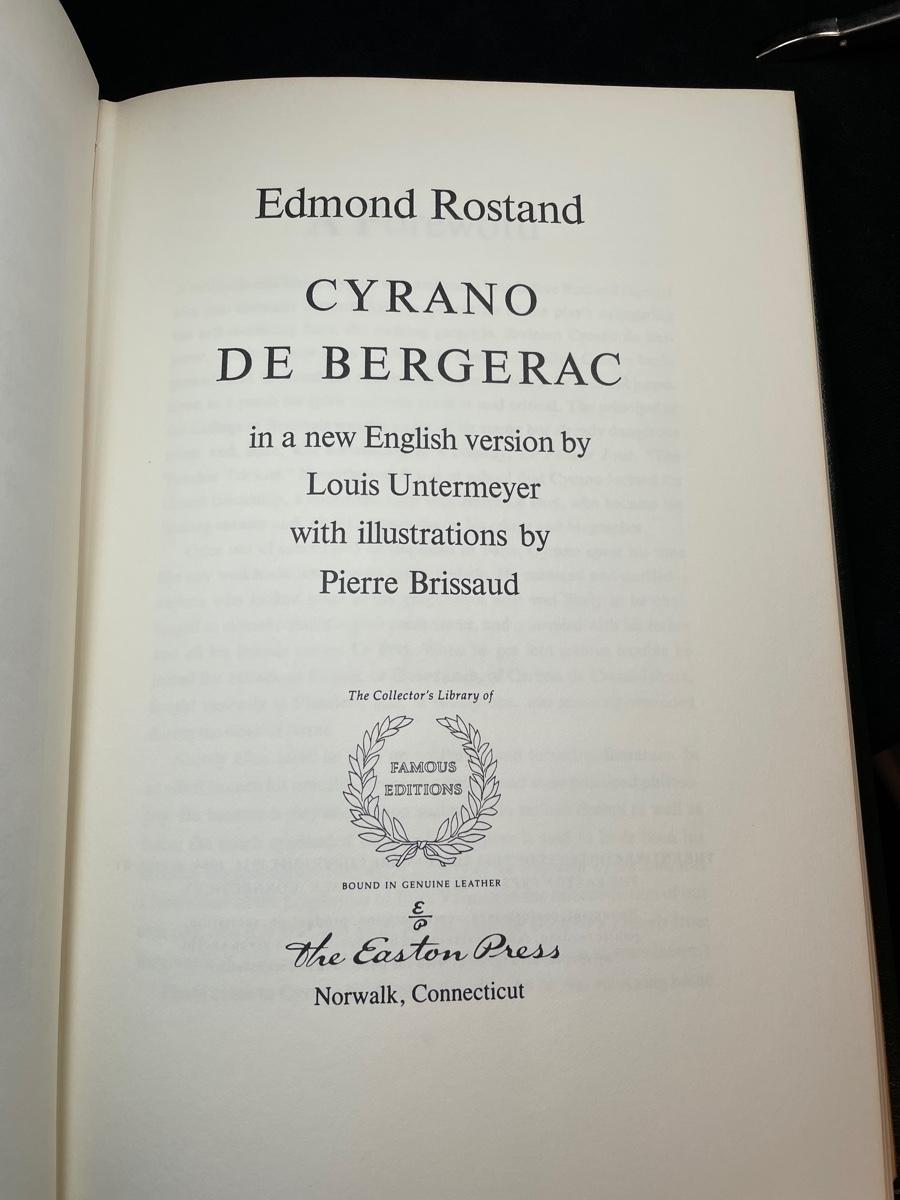 Edmond Rostand
CYRANO
DE BERGERAC
in a new English version by
Louis Untermeyer
with illustrations by
Pierre Brissaud
The Collector's Library of
FAMOUS
EDITIONS
BOUND IN GENUINE LEATHER
EP
The Easton Press
Norwalk, Connecticut